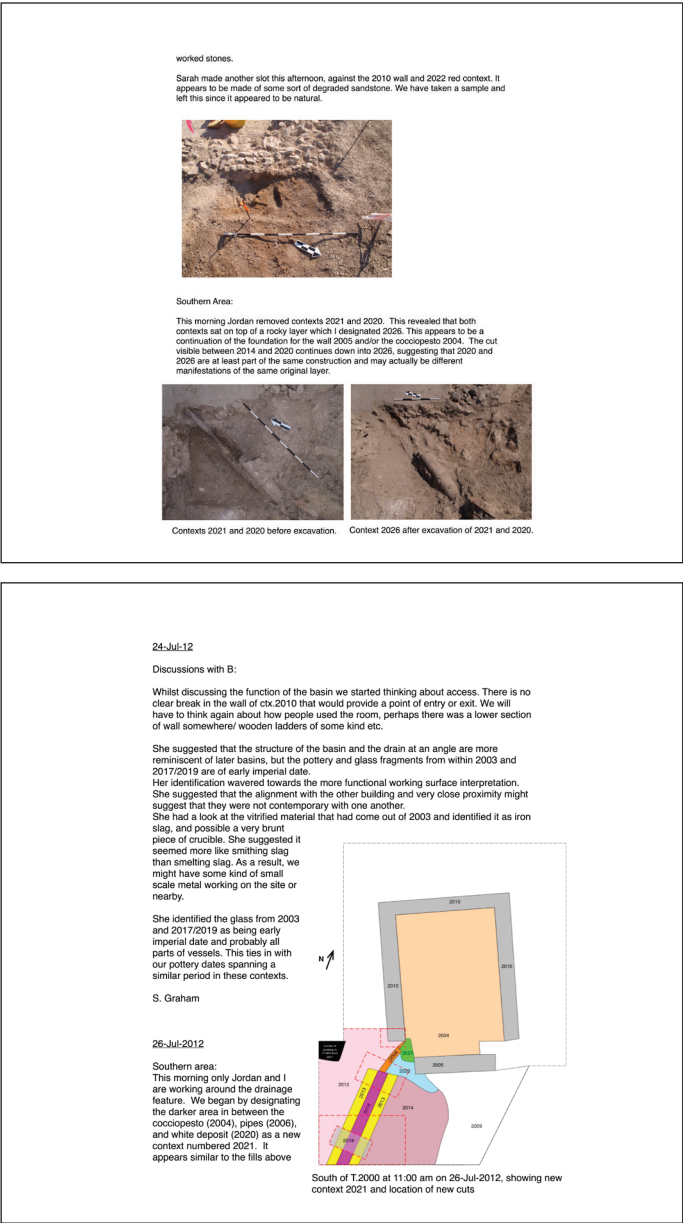 worked stones.
Sarah made another slot this afternoon, against the 2010 wall and 2022 red context. It
appears to be made of some sort of degraded sandstone. We have taken a sample and
left this since it appeared to be natural.
Southern Area:
This morning Jordan removed contexts 2021 and 2020. This revealed that both
contexts sat on top of a rocky layer which I designated 2026. This appears to be a
continuation of the foundation for the wall 2005 and/or the cocciopesto 2004. The cut
visible between 2014 and 2020 continues down into 2026, suggesting that 2020 and
2026 are at least part of the same construction and may actually be different
manifestations of the same original layer.
Contexts 2021 and 2020 before excavation.
Context 2026 after excavation of 2021 and 2020.
24-Jul-12
Discussions with B:
Whilst discussing the function of the basin we started thinking about access. There is no
clear break in the wall of ctx.2010 that would provide a point of entry or exit. We will
have to think again about how people used the room, perhaps there was a lower section
of wall somewhere/ wooden ladders of some kind etc.
She suggested that the structure of the basin and the drain at an angle are more
reminiscent of later basins, but the pottery and glass fragments from within 2003 and
2017/2019 are of early imperial date.
Her identification wavered towards the more functional working surface interpretation.
She suggested that the alignment with the other building and very close proximity might
suggest that they were not contemporary with one another.
She had a look at the vitrified material that had come out of 2003 and identified it as iron
slag, and possible a very brunt
piece of crucible. She suggested it
seemed more like smithing slag
than smelting slag. As a result, we
might have some kind of small
scale metal working on the site or
nearby.
She identified the glass from 2003
and 2017/2019 as being early
imperial date and probably all
parts of vessels. This ties in with
our pottery dates spanning a
similar period in these contexts.
S. Graham
26-Jul-2012
Southern area:
This morning only Jordan and I
are working around the drainage
feature. We began by designating
the darker area in between the
cocciopesto (2004), pipes (2006),
and white deposit (2020) as a new
context numbered 2021. It
appears similar to the fills above
2010
2010
2010
N
2004
2021
2005
2020
2012
2013
2013
2014
2009
South of T.2000 at 11:00 am on 26-Jul-2012, showing new
context 2021 and location of new cuts